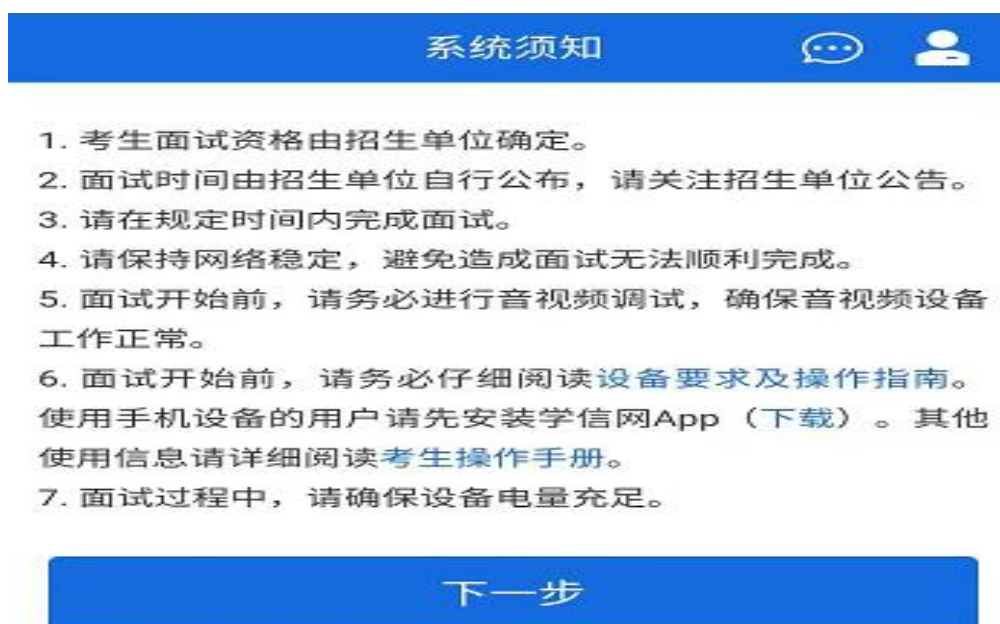 系统须知
1. 考生面试资格由招生单位确定。
2. 面试时间由招生单位自行公布，请关注招生单位公告。
3. 请在规定时间内完成面试。
4. 请保持网络稳定，避免造成面试无法顺利完成。
5. 面试开始前，请务必进行音视频调试，确保音视频设备
工作正常。
6. 面试开始前，请务必仔细阅读设备要求及操作指南。
使用手机设备的用户请先安装学信网App（下载）。其他
使用信息请详细阅读考生操作手册。
7. 面试过程中，请确保设备电量充足。
下一步